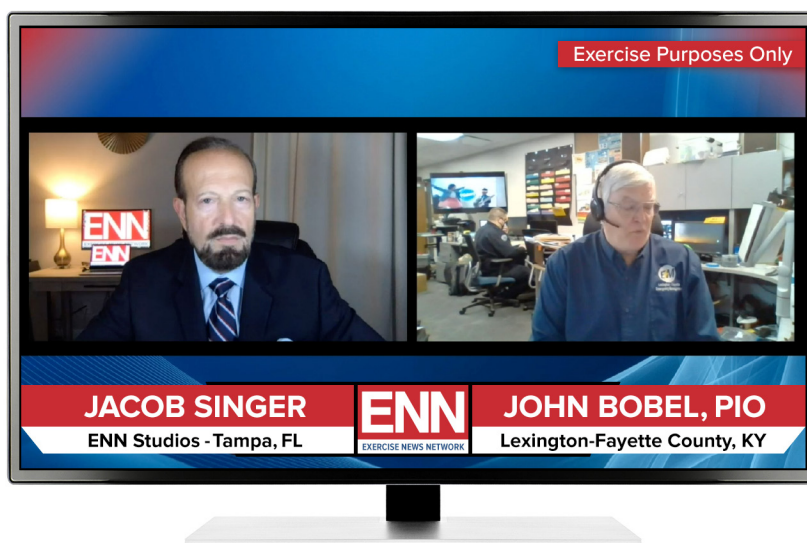 Exercise Purposes Only
ENN
ENN
JACOB SINGER
ENN Studios - Tampa, FL
ENN
EXERCISE NEWS NETWORK
JOHN BOBEL, PIO
Lexington-Fayette County, KY